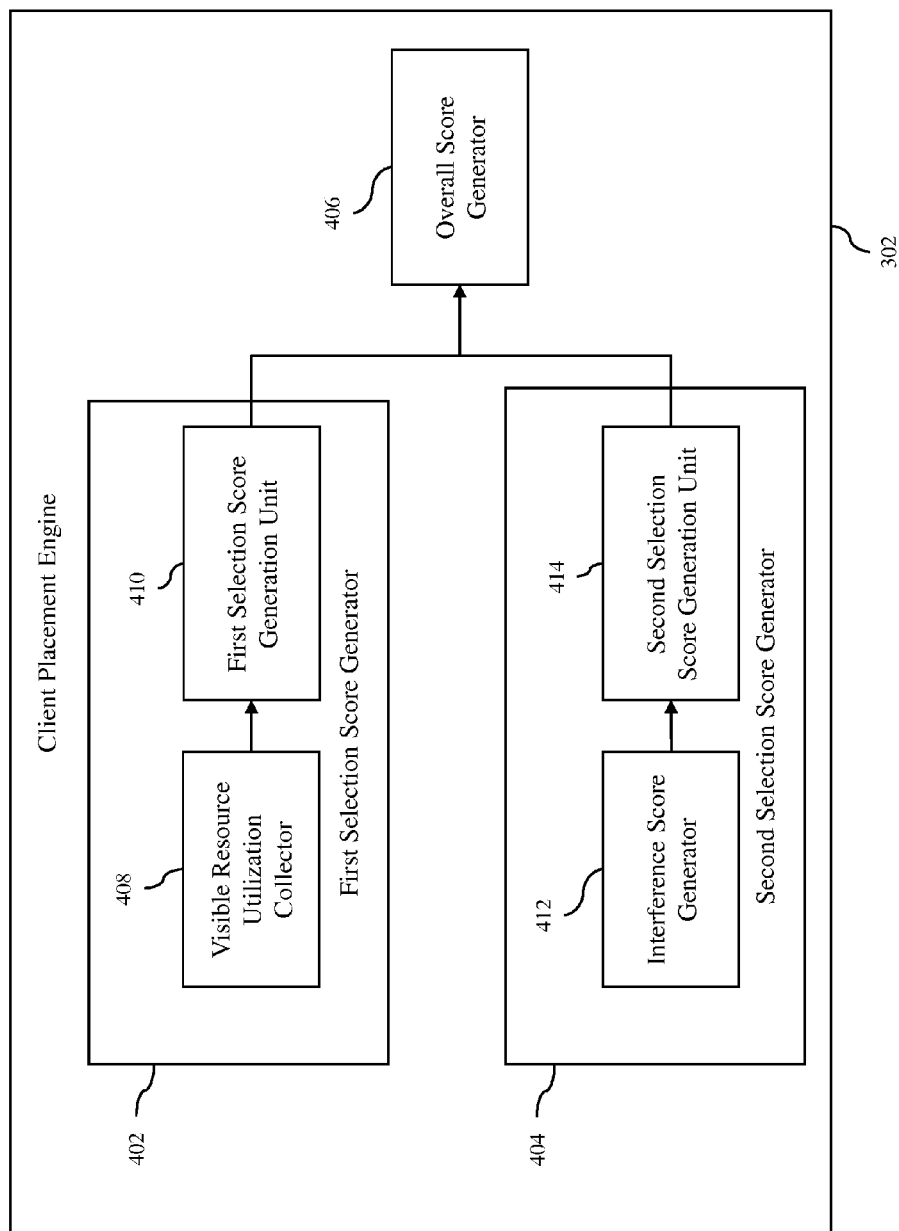 Client Placement Engine
402
408
Visible Resource
Utilization
Collector
410
First Selection Score
Generation Unit
First Selection Score Generator
406
Overall Score
Generator
404
412
Interference Score
Generator
414
Second Selection
Score Generation Unit
Second Selection Score Generator
302